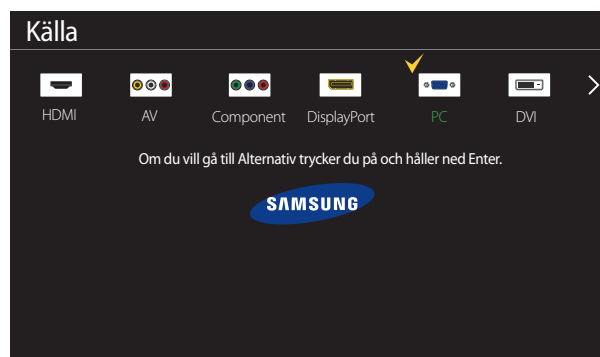 Källa
HDMI AV Component DisplayPort PC DVI
Om du vill gå till Alternativ trycker du på och håller ned Enter.
SAMSUNG